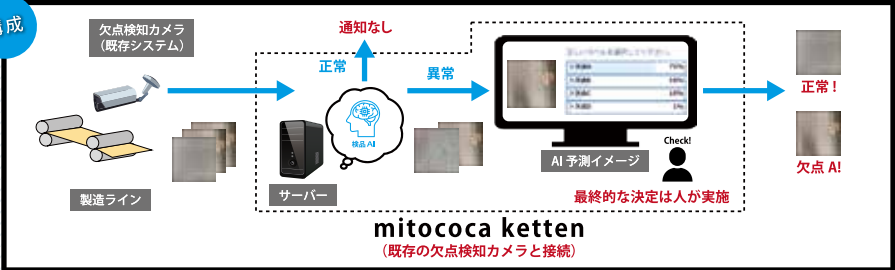 構成
欠点検知カメラ
（既存システム）
通知なし
正常
異常
検品AI
製造ライン
サーバー
AI予測イメージ
Check!
最終的な決定は人が実施
正常！
欠点A!
mitococa ketten
（既存の欠点検知カメラと接続）